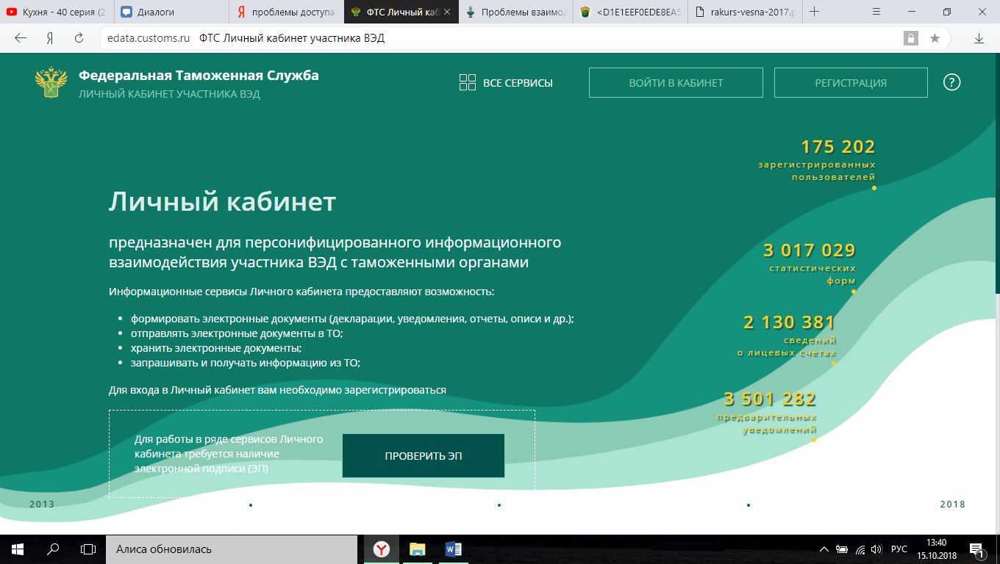 Кухня - 40 серия (2
Диалоги
проблемы доступа
ФТС Личный каб
Проблемы взаимод
<D1E1EEF0EDE8EA5
rakurs-vesna-2017.p
edata.customs.ru ФТС Личный кабинет участника ВЭД
Федеральная Таможенная Служба
ЛИЧНЫЙ КАБИНЕТ УЧАСТНИКА ВЭД
ВСЕ СЕРВИСЫ
ВОЙТИ В КАБИНЕТ
РЕГИСТРАЦИЯ
?
175 202
зарегистрированных
пользователей
Личный кабинет
предназначен для персонифицированного информационного
взаимодействия участника ВЭД с таможенными органами
Информационные сервисы Личного кабинета предоставляют возможность:
• формировать электронные документы (декларации, уведомления, отчеты, описи и др.);
• отправлять электронные документы в ТО;
• хранить электронные документы;
• запрашивать и получать информацию из ТО;
Для входа в Личный кабинет вам необходимо зарегистрироваться
3 017 029
статистических
форм
2 130 381
сведений
о лицевых счетах
3 501 282
предварительных
уведомлений
Для работы в ряде сервисов Личного
кабинета требуется наличие
электронной подписи (ЭП)
ПРОВЕРИТЬ ЭП
2013
2018
Алиса обновилась
РУС
13:40
15.10.2018
1